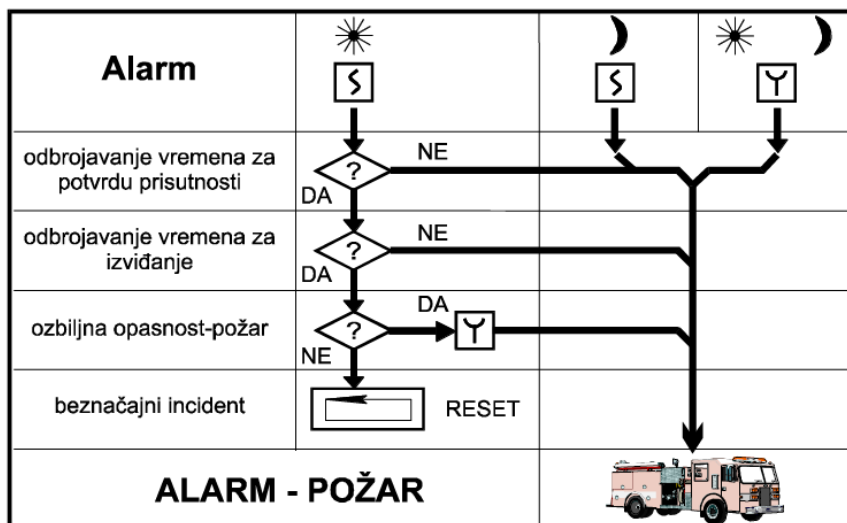 Alarm
odbrojavanje vremena za
potvrdu prisutnosti
?
NE
DA
odbrojavanje vremena za
izviđanje
?
NE
DA
ozbiljna opasnost-požar
?
DA
NE
beznačajni incident
RESET
ALARM - POŽAR